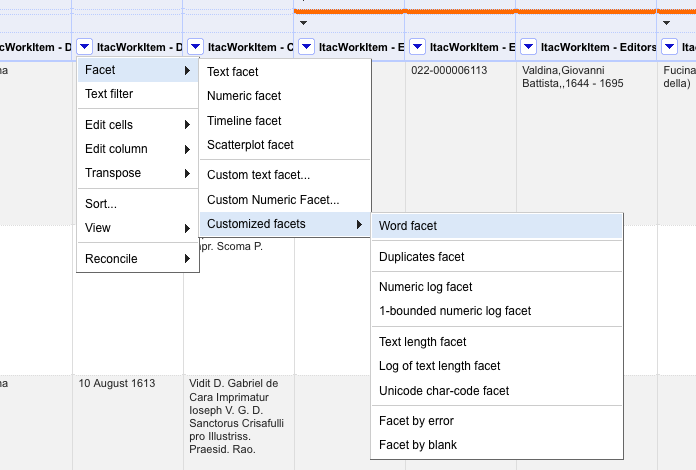 acWorkItem - D
ItacWorkItem - D
ItacWorkItem - C
ItacWorkItem - E
ItacWorkItem - E
ItacWorkItem - Editors
Itac
na
022-000006113
Valdina,Giovanni
Battista,,1644 - 1695
Fucina
della)
Facet
Text filter
Edit cells
Edit column
Transpose
Sort...
View
Reconcile
Text facet
Numeric facet
Timeline facet
Scatterplot facet
Custom text facet...
Custom Numeric Facet...
Customized facets
Word facet
Duplicates facet
Numeric log facet
1-bounded numeric log facet
Text length facet
Log of text length facet
Unicode char-code facet
Facet by error
Facet by blank
mpr. Scoma P.
na
10 August 1613
Vidit D. Gabriel de
Cara Imprimatur
Ioseph V. G. D.
Sanctorus Crisafulli
pro Illustriss.
Praesid. Rao.